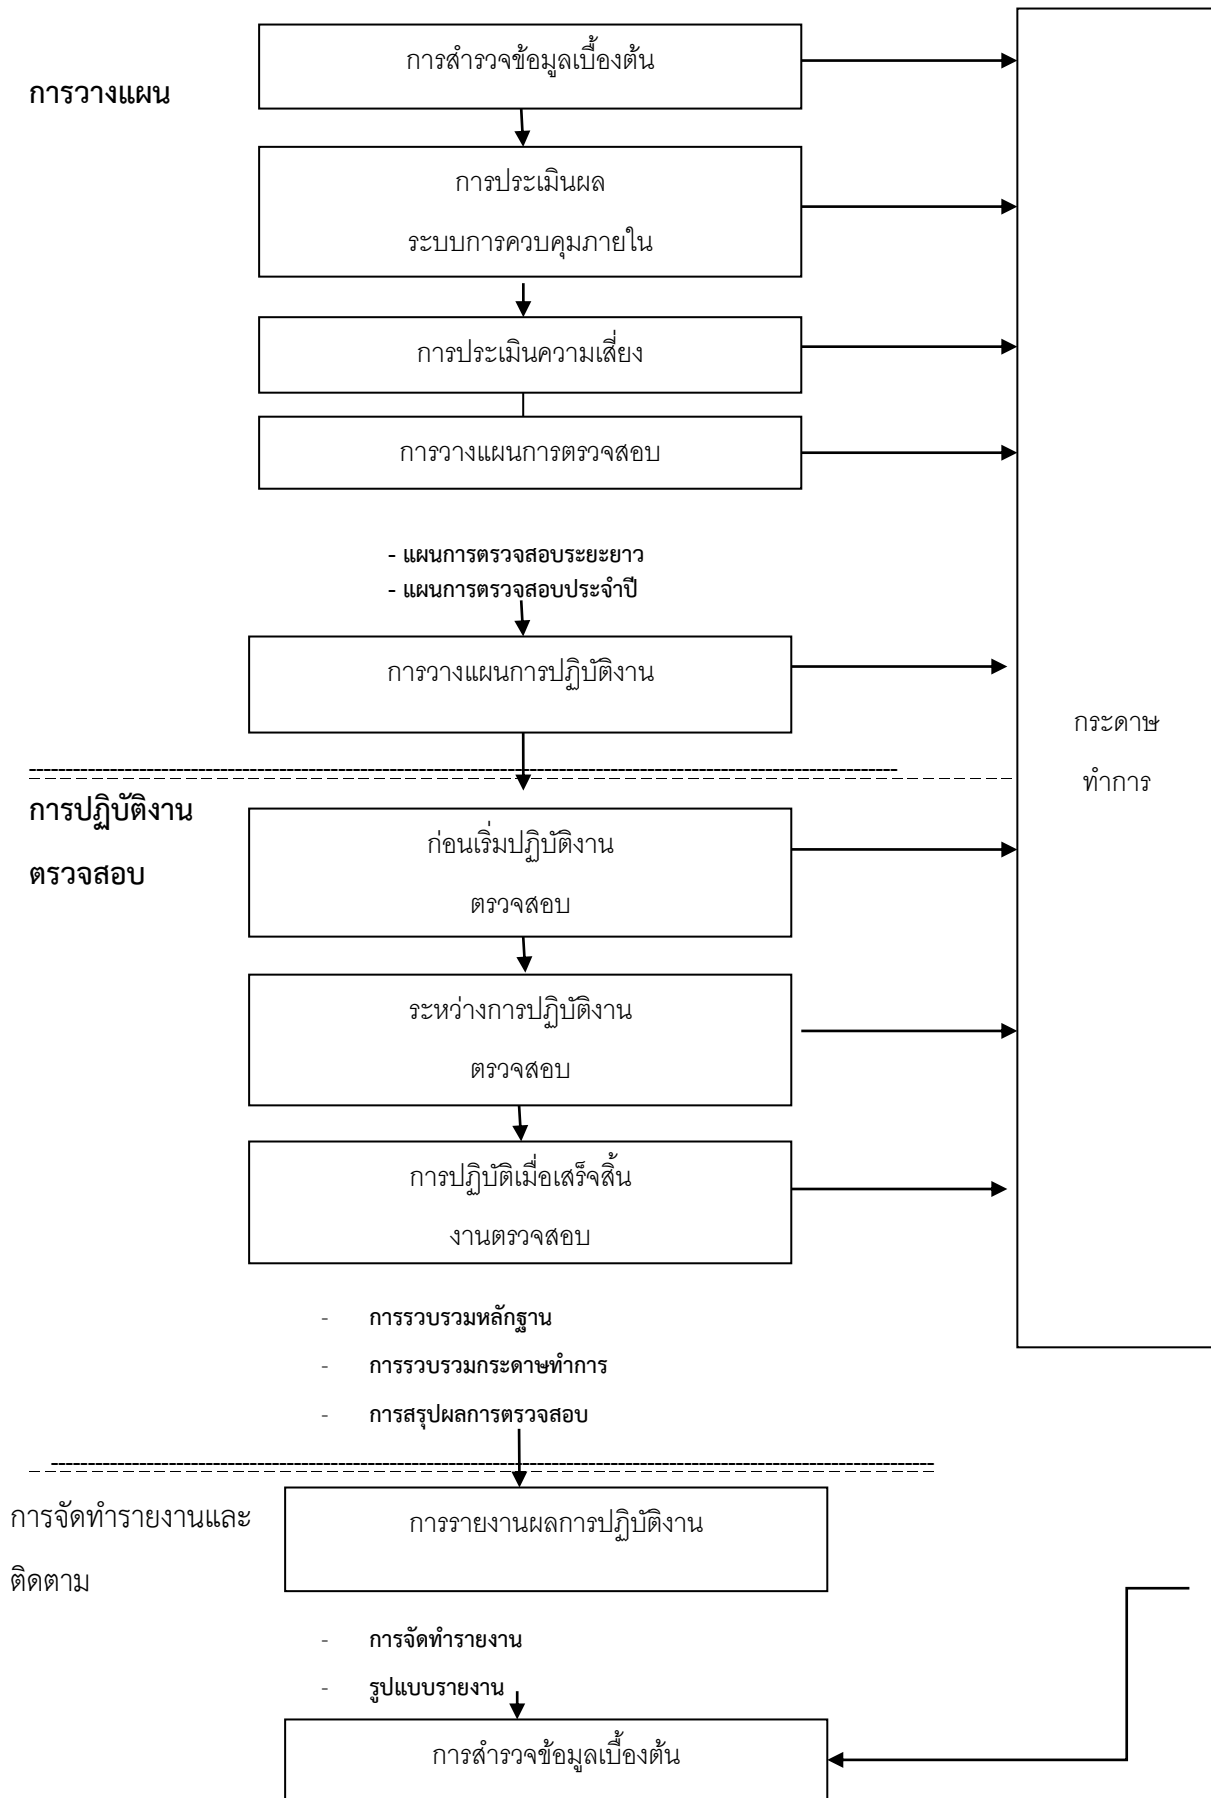 การสำรวจข้อมูลเบื้องต้น
การวางแผน
การประเมินผล
ระบบการควบคุมภายใน
การประเมินความเสี่ยง
การวางแผนการตรวจสอบ
- แผนการตรวจสอบระยะยาว
- แผนการตรวจสอบประจำปี
การวางแผนการปฏิบัติงาน
กระดาษ
ทำการ
การปฏิบัติงาน
ตรวจสอบ
ก่อนเริ่มปฏิบัติงาน
ตรวจสอบ
ระหว่างการปฏิบัติงาน
ตรวจสอบ
การปฏิบัติเมื่อเสร็จสิ้น
งานตรวจสอบ
- การรวบรวมหลักฐาน
- การรวบรวมกระดาษทำการ
- การสรุปผลการตรวจสอบ
การจัดทำรายงานและ
ติดตาม
การรายงานผลการปฏิบัติงาน
- การจัดทำรายงาน
- รูปแบบรายงาน
การสำรวจข้อมูลเบื้องต้น